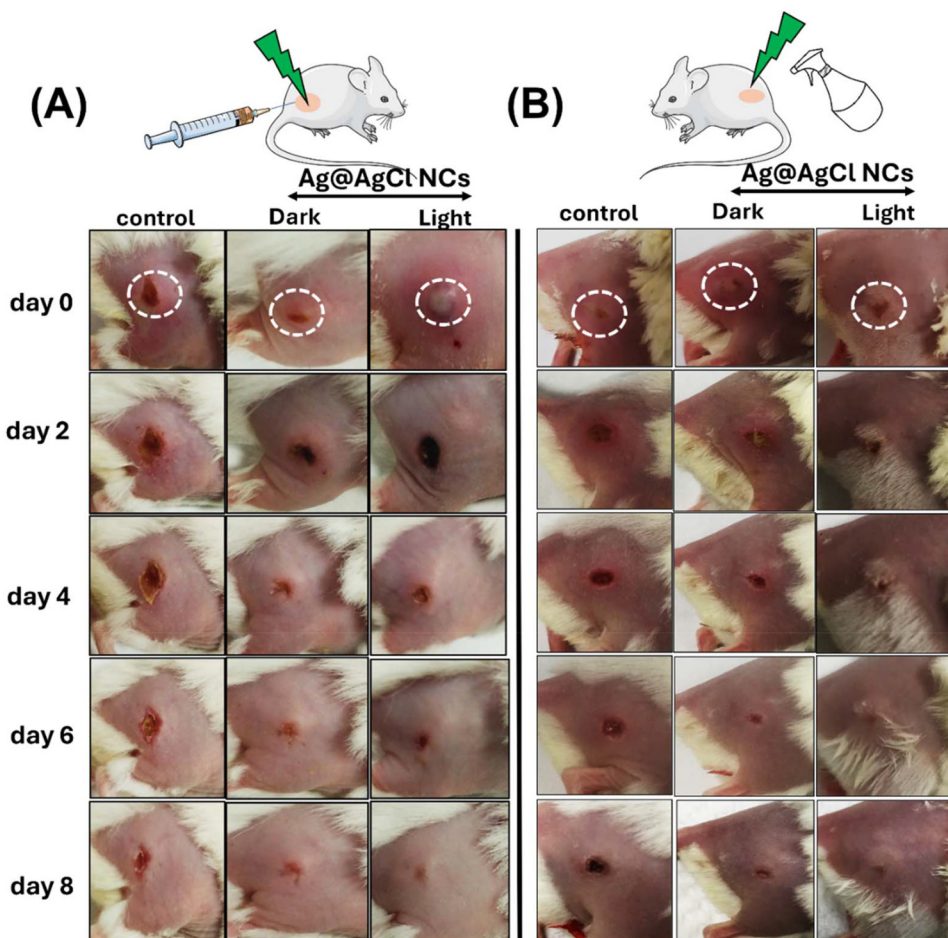 (A)
(B)
Ag@AgCl NCs
Ag@AgCl NCs
control Dark Light
control Dark Light
day 0
day 2
day 4
day 6
day 8